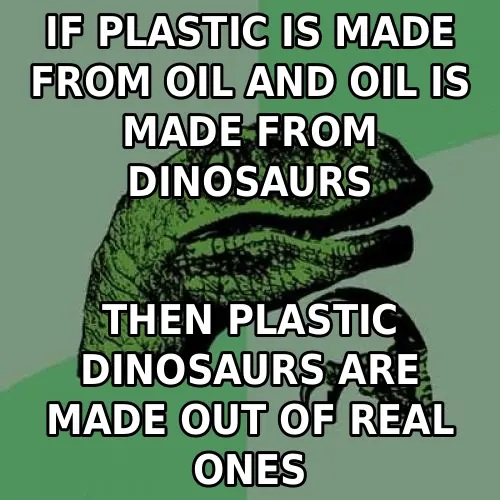 IF PLASTIC IS MADE
FROM OIL AND OIL IS
MADE FROM
DINOSAURS
THEN PLASTIC
DINOSAURS ARE
MADE OUT OF REAL
ONES